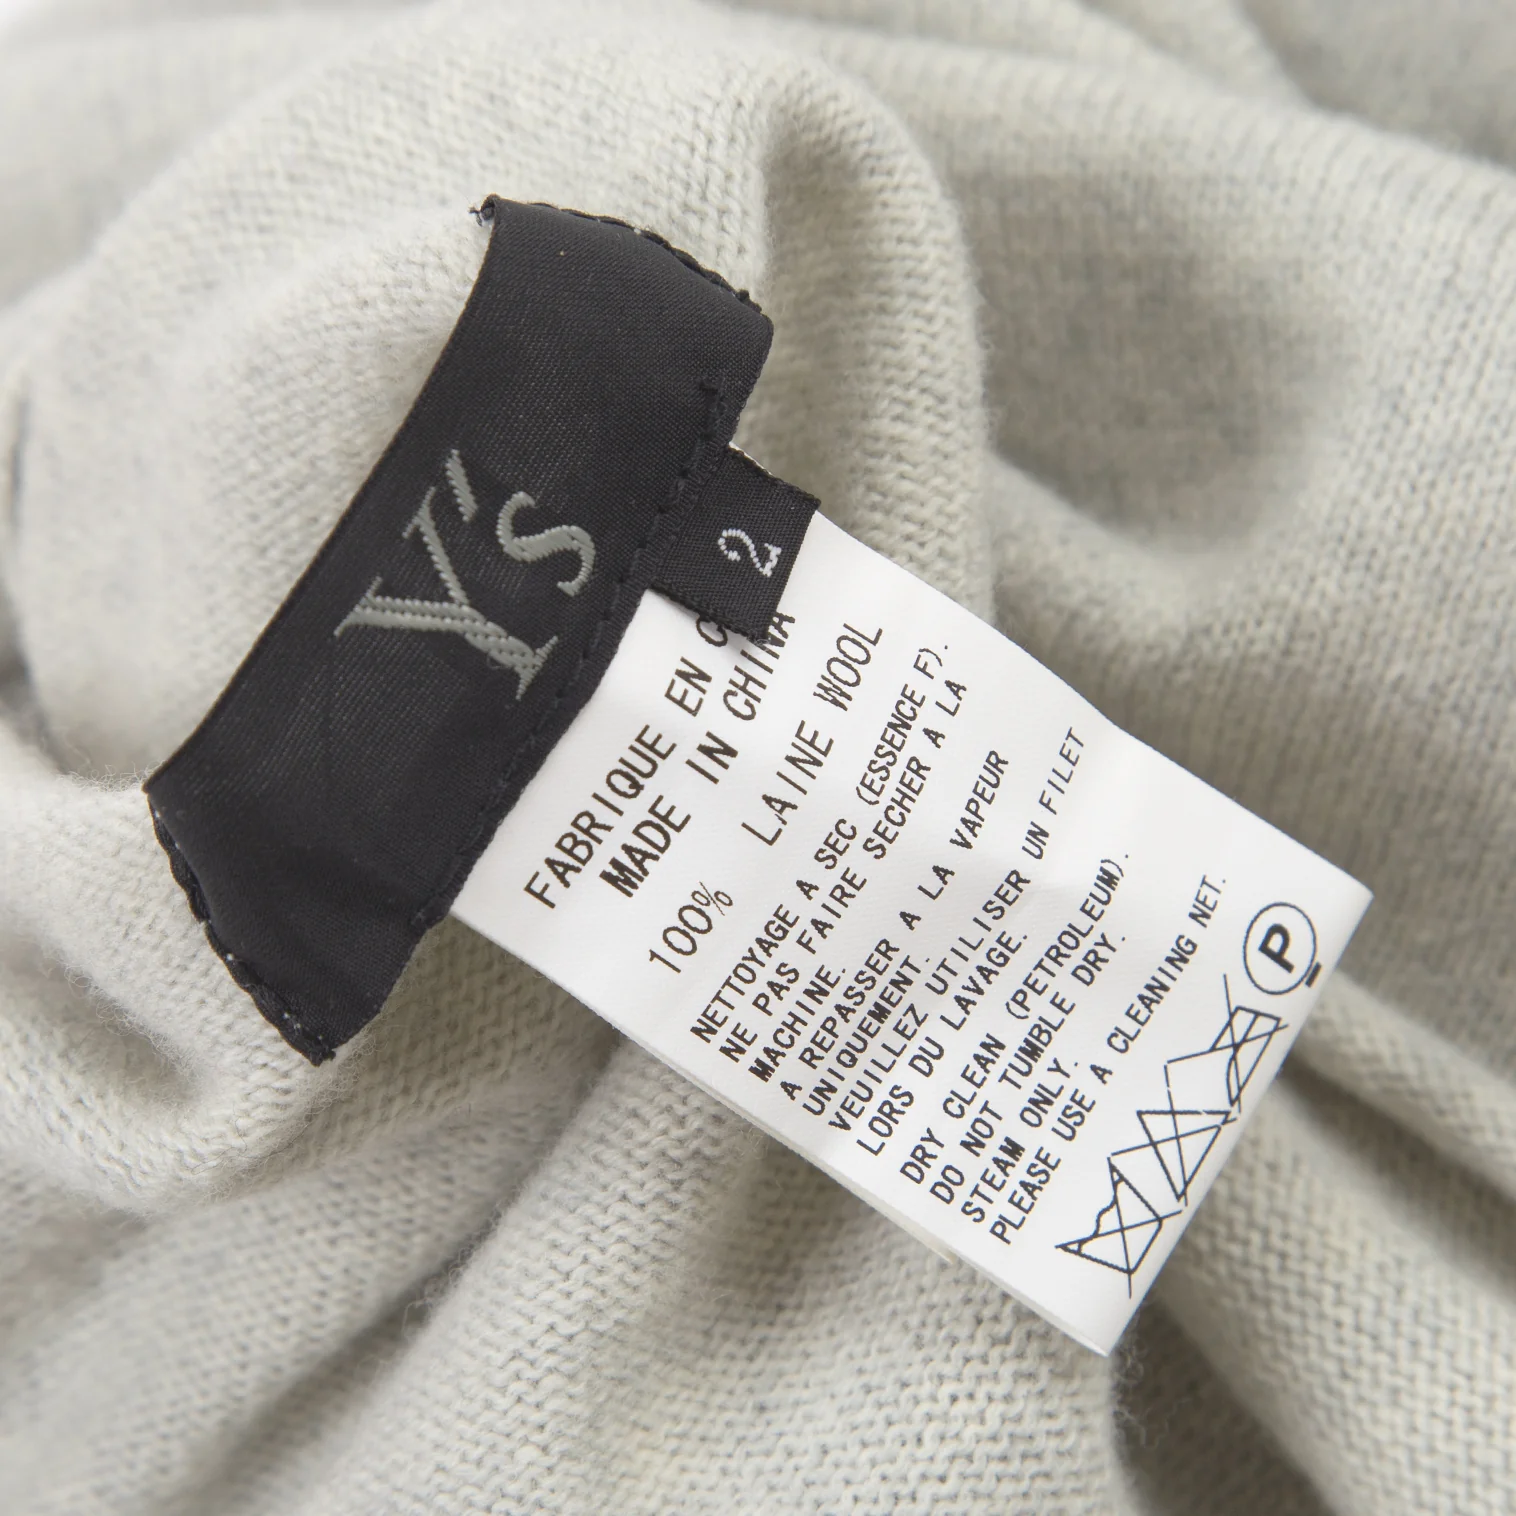 Y's
2
FABRIQUE EN
MADE IN CHINA
100% LAINE WOOL
NETTOYAGE A SEC (ESSENCE F).
NE PAS FAIRE SECHER A LA
MACHINE.
A REPASSER A LA VAPEUR
UNIQUEMENT.
VEUILLEZ UTILISER UN FILET
LORS DU LAVAGE.
DRY CLEAN (PETROLEUM).
DO NOT TUMBLE DRY.
STEAM ONLY.
PLEASE USE A CLEANING NET.
P